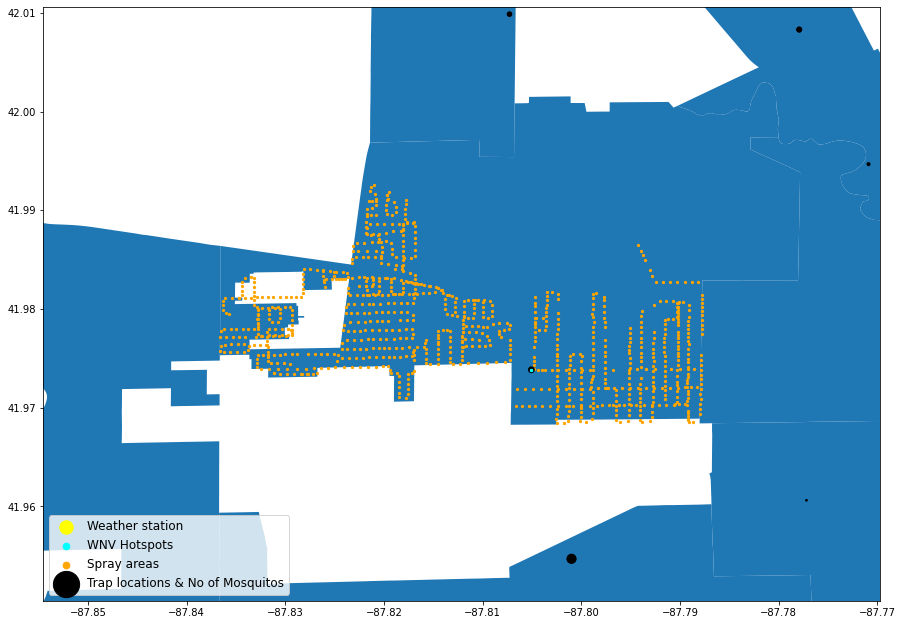 42.01
42.00
41.99
41.98
41.97
41.96
Weather station
WNV Hotspots
Spray areas
Trap locations & No of Mosquitos
−87.85 −87.84 −87.83 −87.82 −87.81 −87.80 −87.79 −87.78 −87.77